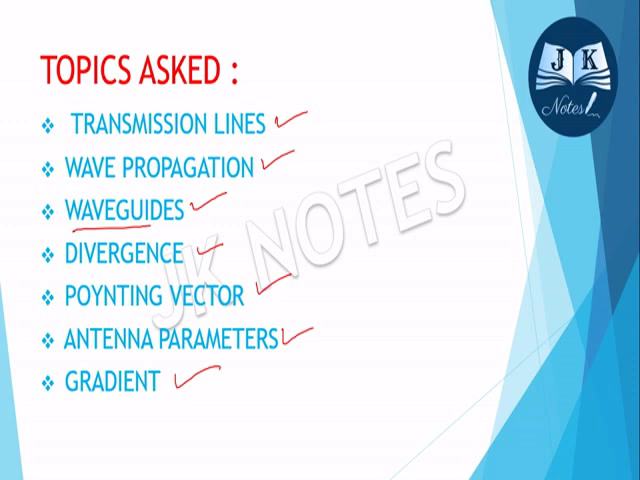 TOPICS ASKED :
J K
Notes
❖ TRANSMISSION LINES
❖ WAVE PROPAGATION
❖ WAVEGUIDES
❖ DIVERGENCE
❖ POYNTING VECTOR
❖ ANTENNA PARAMETERS
❖ GRADIENT
JK NOTES